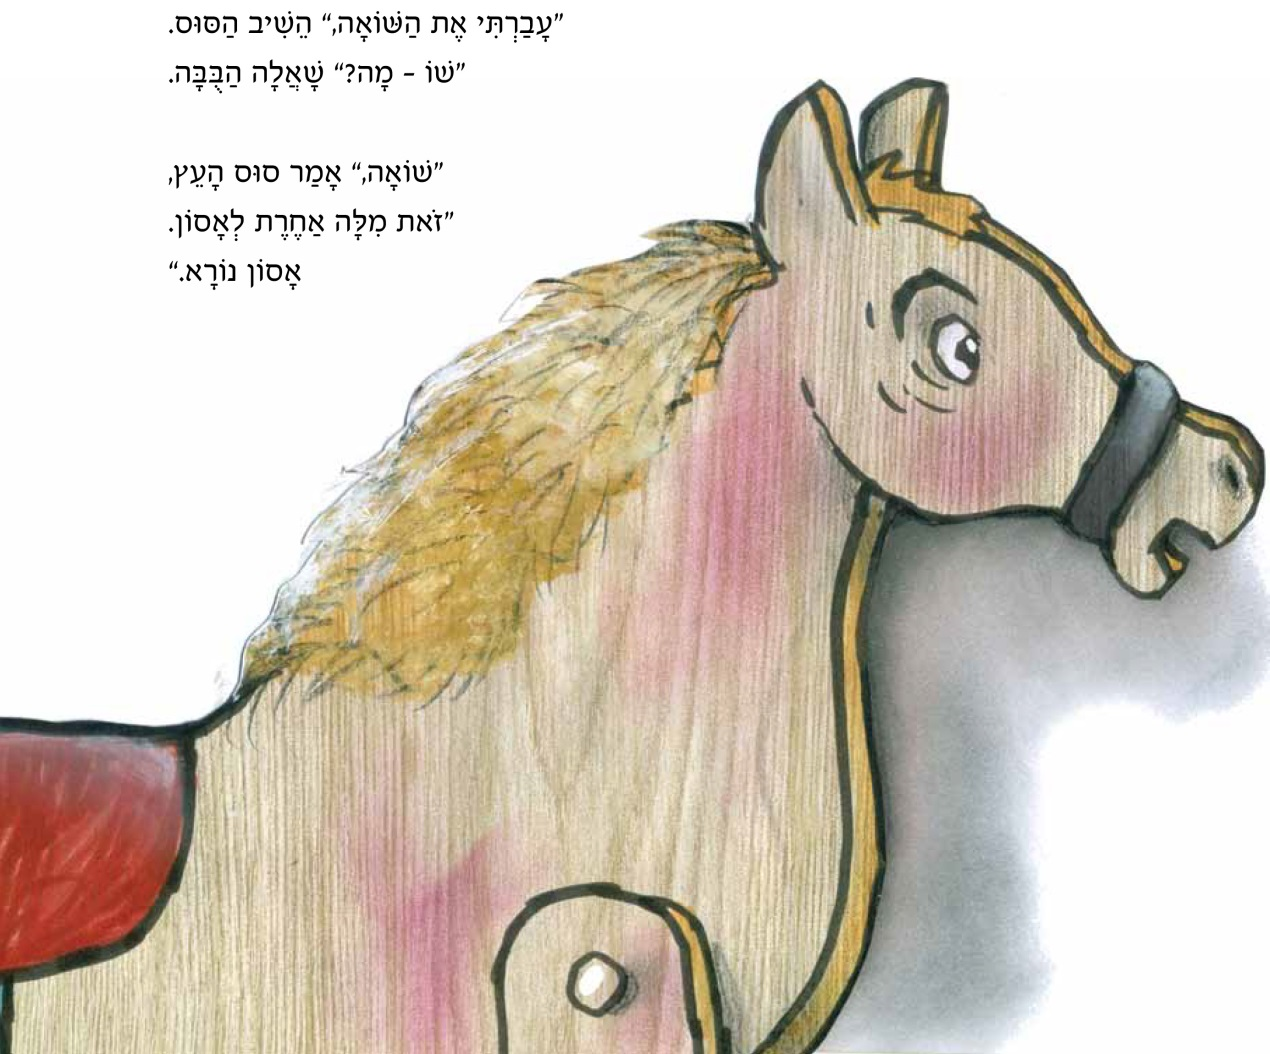 ”עָבַרְתִּי אֶת הַשּׁוֹאָה,“ הֵשִׁיב הַסּוּס.
”שׁוֹ – מָה?“ שָׁאֲלָה הַבֻּבָּה.
”שׁוֹאָה,“ אָמַר סוּס הָעֵץ,
”זֹאת מִלָּה אַחֶרֶת לְאָסוֹן.
אָסוֹן נוֹרָא.“